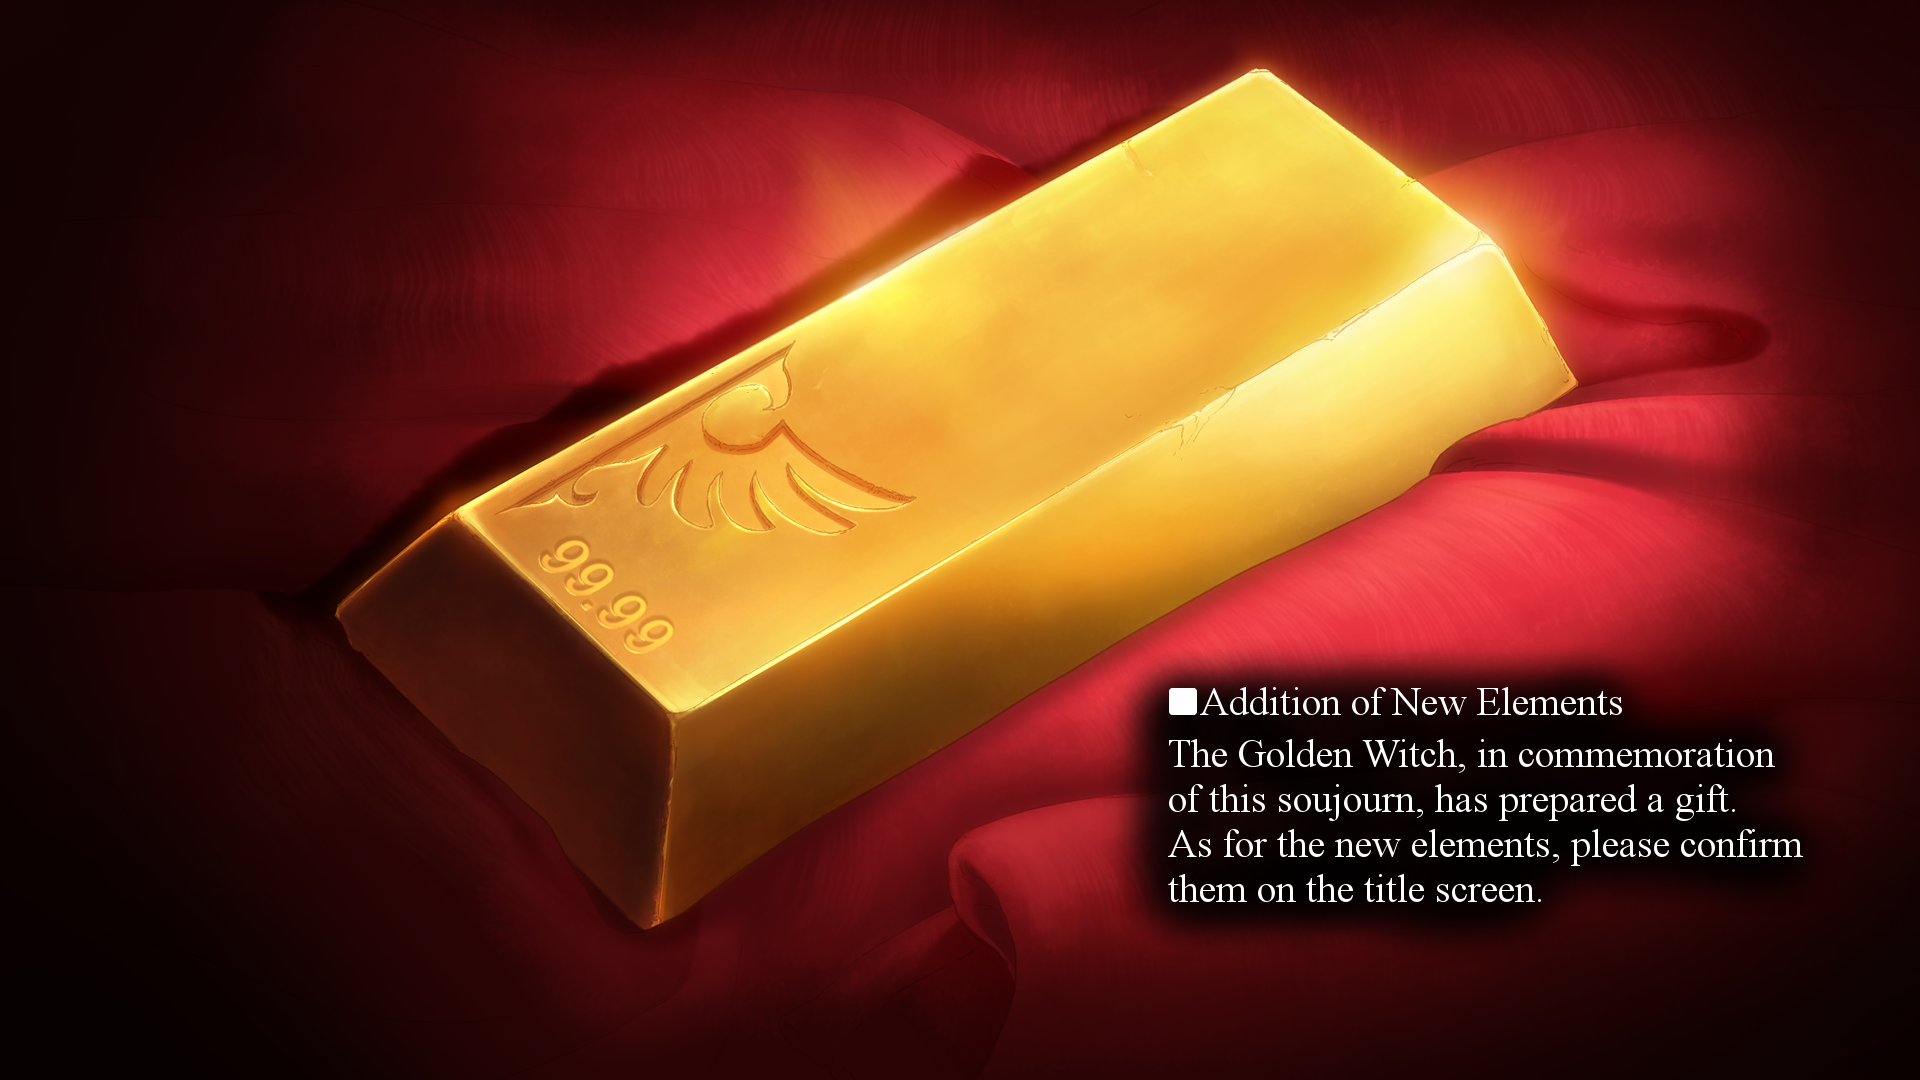 99.99
■Addition of New Elements
The Golden Witch, in commemoration
of this soujourn, has prepared a gift.
As for the new elements, please confirm
them on the title screen.